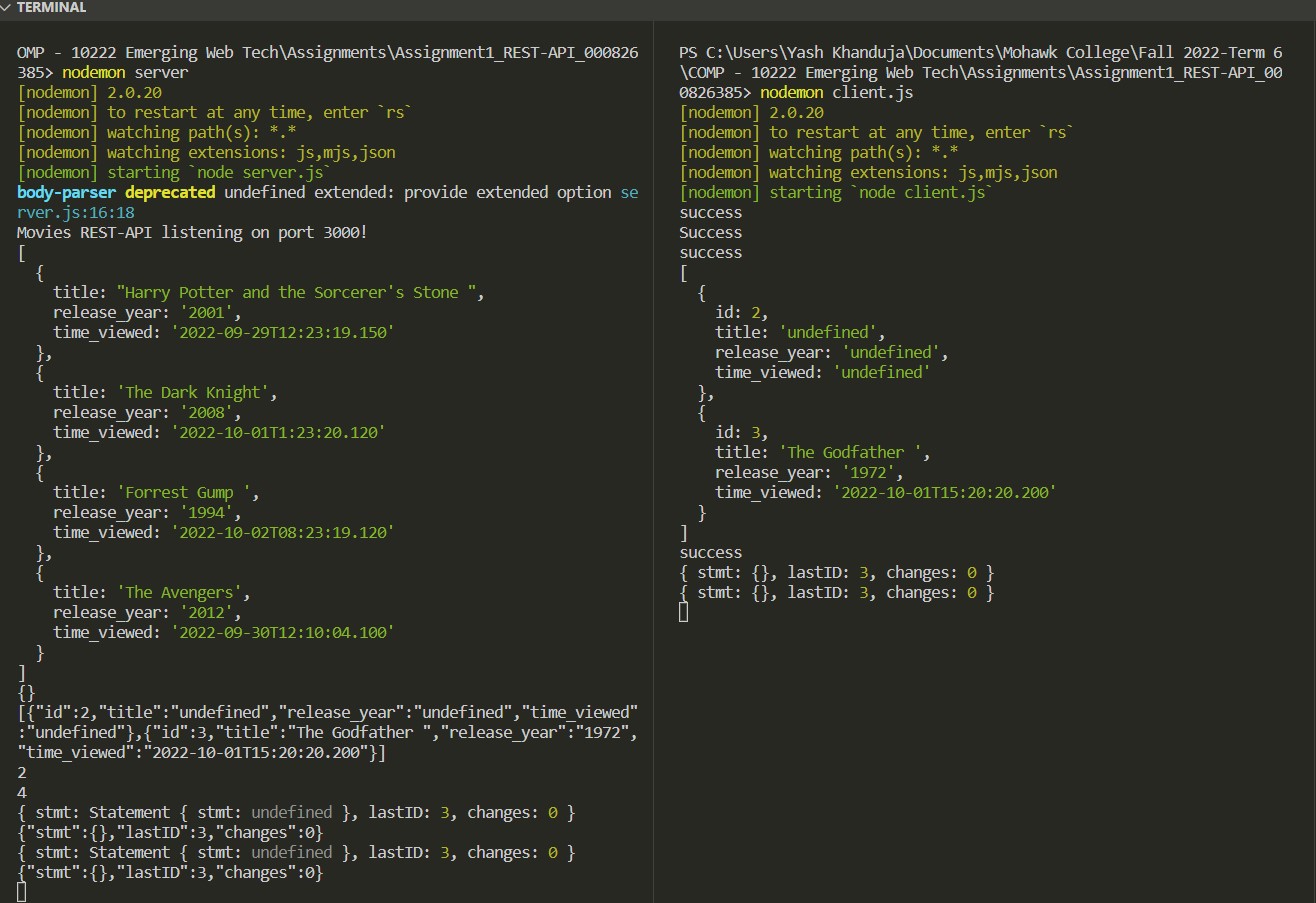 TERMINAL
OMP - 10222 Emerging Web Tech\Assignments\Assignment1_REST-API_000826
385> nodemon server
[nodemon] 2.0.20
[nodemon] to restart at any time, enter `rs`
[nodemon] watching path(s): *.*
[nodemon] watching extensions: js,mjs,json
[nodemon] starting `node server.js`
body-parser deprecated undefined extended: provide extended option se
rver.js:16:18
Movies REST-API listening on port 3000!
[
  {
    title: "Harry Potter and the Sorcerer's Stone ",
    release_year: '2001',
    time_viewed: '2022-09-29T12:23:19.150'
  },
  {
    title: 'The Dark Knight',
    release_year: '2008',
    time_viewed: '2022-10-01T1:23:20.120'
  },
  {
    title: 'Forrest Gump ',
    release_year: '1994',
    time_viewed: '2022-10-02T08:23:19.120'
  },
  {
    title: 'The Avengers',
    release_year: '2012',
    time_viewed: '2022-09-30T12:10:04.100'
  }
]
{}
[{"id":2,"title":"undefined","release_year":"undefined","time_viewed"
:"undefined"},{"id":3,"title":"The Godfather ","release_year":"1972",
"time_viewed":"2022-10-01T15:20:20.200"}]
2
4
{ stmt: Statement { stmt: undefined }, lastID: 3, changes: 0 }
{"stmt":{},"lastID":3,"changes":0}
{ stmt: Statement { stmt: undefined }, lastID: 3, changes: 0 }
{"stmt":{},"lastID":3,"changes":0}
PS C:\Users\Yash Khanduja\Documents\Mohawk College\Fall 2022-Term 6
\COMP - 10222 Emerging Web Tech\Assignments\Assignment1_REST-API_00
0826385> nodemon client.js
[nodemon] 2.0.20
[nodemon] to restart at any time, enter `rs`
[nodemon] watching path(s): *.*
[nodemon] watching extensions: js,mjs,json
[nodemon] starting `node client.js`
success
Success
success
[
  {
    id: 2,
    title: 'undefined',
    release_year: 'undefined',
    time_viewed: 'undefined'
  },
  {
    id: 3,
    title: 'The Godfather ',
    release_year: '1972',
    time_viewed: '2022-10-01T15:20:20.200'
  }
]
success
{ stmt: {}, lastID: 3, changes: 0 }
{ stmt: {}, lastID: 3, changes: 0 }